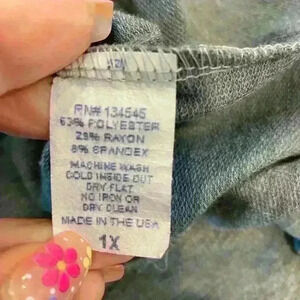 RN# 134545
63% POLYESTER
29% RAYON
8% SPANDEX
MACHINE WASH
COLD INSIDE OUT
DRY FLAT
NO IRON OR
DRY CLEAN
MADE IN THE USA
1X